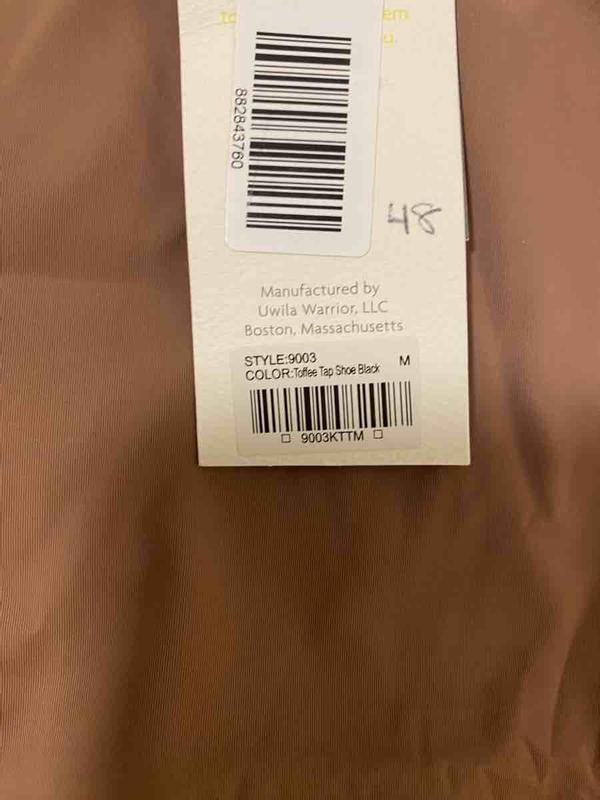 882843760
48
Manufactured by
Uwila Warrior, LLC
Boston, Massachusetts
STYLE:9003
COLOR:Toffee Tap Shoe Black M
9003KTTM